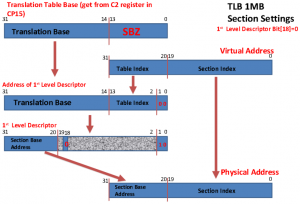 Translation Table Base (get from C2 register in CP15)
TLB 1MB
Section Settings
1st Level Descriptor Bit[18]=0
31 14 13 0
Translation Base SBZ
Virtual Address
31 20 19 0
Table Index Section Index
Address of 1st Level Descriptor
31 14 13 2 1 0
Translation Base Table Index
1st Level Descriptor
31 20 19 18 2 1 0
Section Base Address
Physical Address
31 20 19 0
Section Base Address Section Index